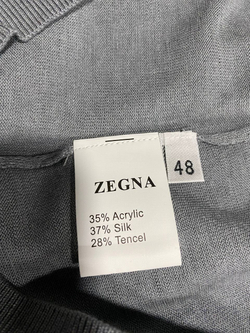 ZEGNA
48
35% Acrylic
37% Silk
28% Tencel